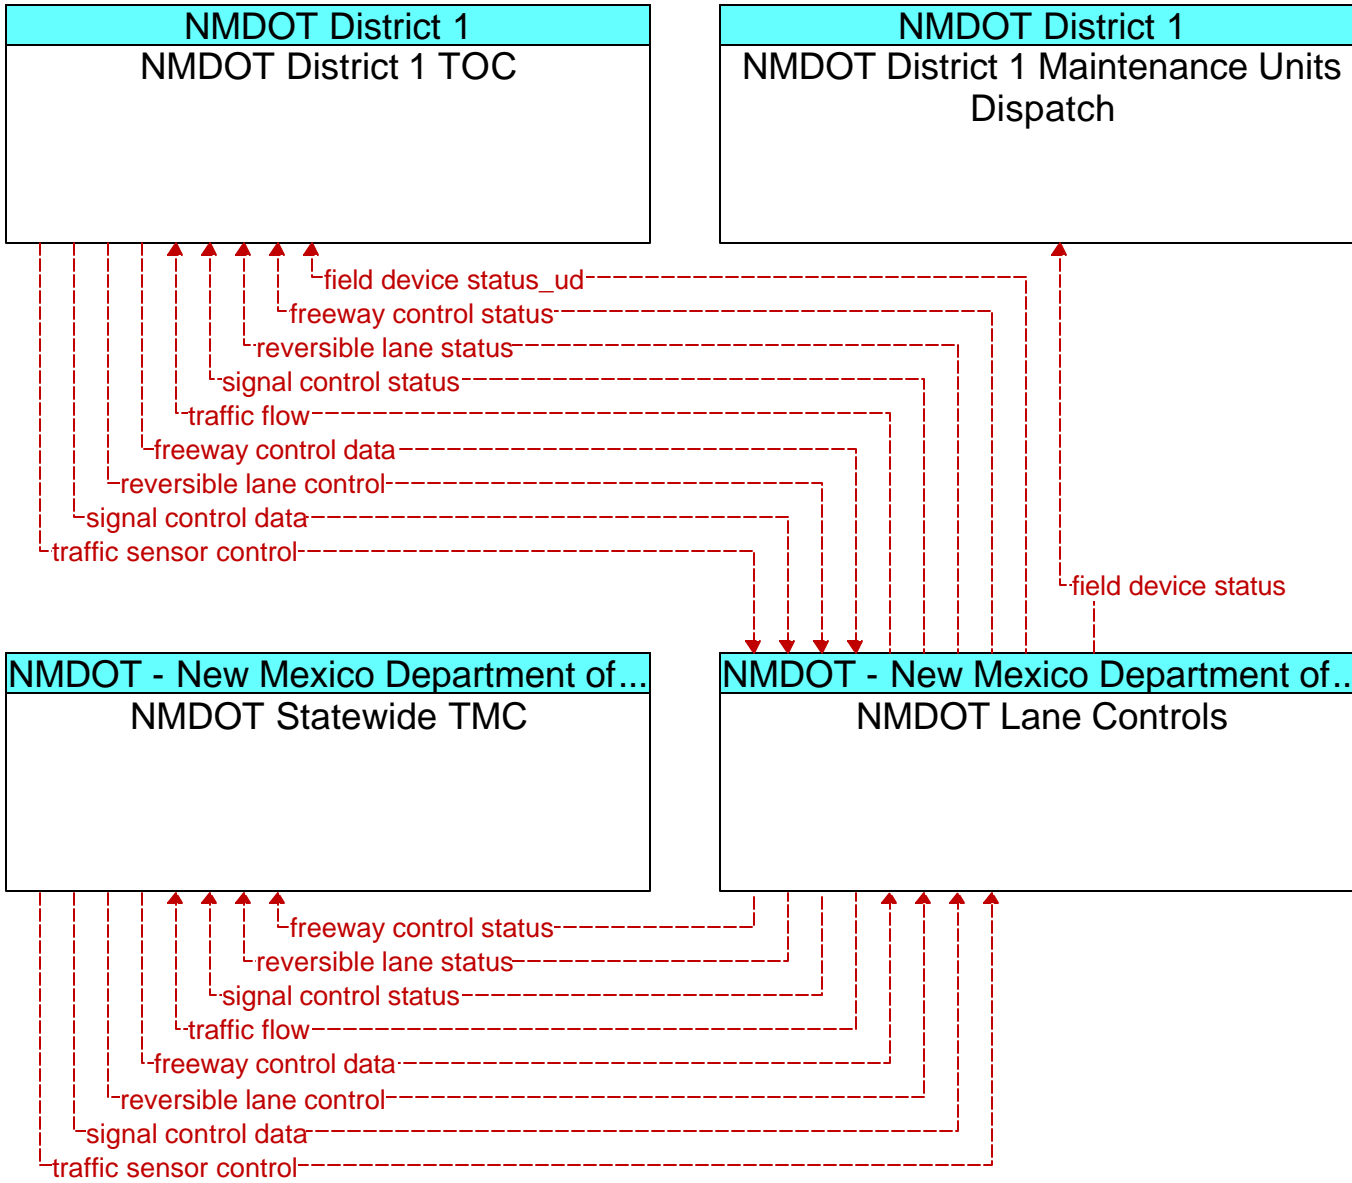 NMDOT District 1
NMDOT District 1 TOC
NMDOT District 1
NMDOT District 1 Maintenance Units
Dispatch
field device status_ud
freeway control status
reversible lane status
signal control status
traffic flow
freeway control data
reversible lane control
signal control data
traffic sensor control
field device status
NMDOT - New Mexico Department of...
NMDOT Statewide TMC
NMDOT - New Mexico Department of...
NMDOT Lane Controls
freeway control status
reversible lane status
signal control status
traffic flow
freeway control data
reversible lane control
signal control data
traffic sensor control